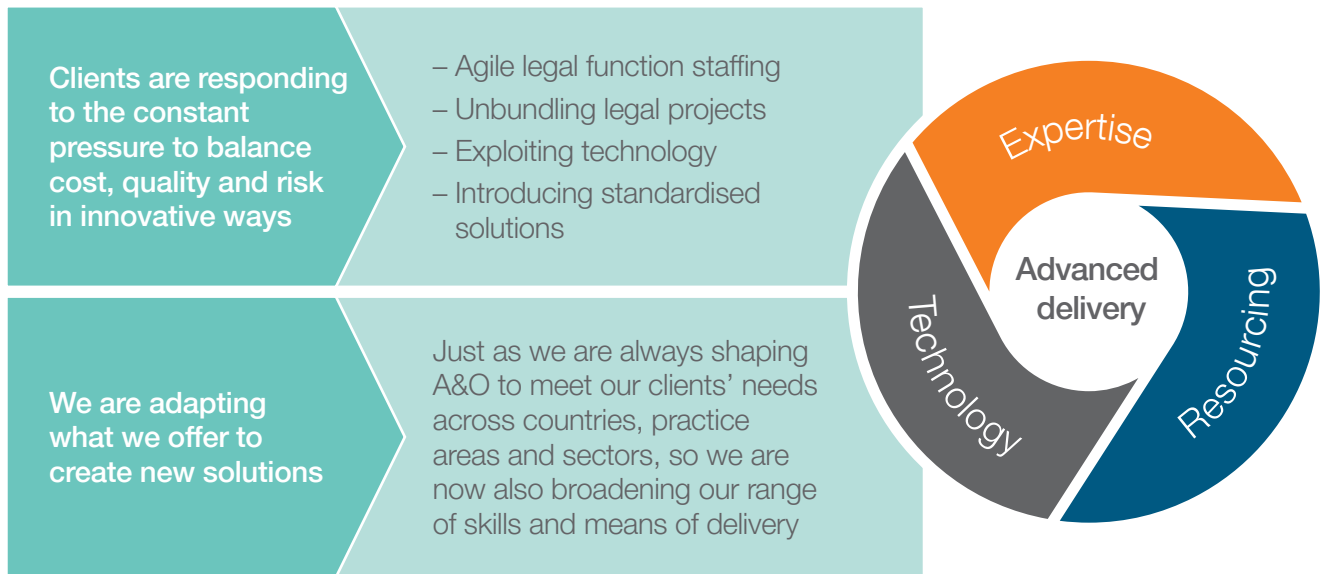 Clients are responding
to the constant
pressure to balance
cost, quality and risk
in innovative ways
– Agile legal function staffing
– Unbundling legal projects
– Exploiting technology
– Introducing standardised
solutions
We are adapting
what we offer to
create new solutions
Just as we are always shaping
A&O to meet our clients’ needs
across countries, practice
areas and sectors, so we are
now also broadening our range
of skills and means of delivery
Expertise
Resourcing
Technology
Advanced
delivery